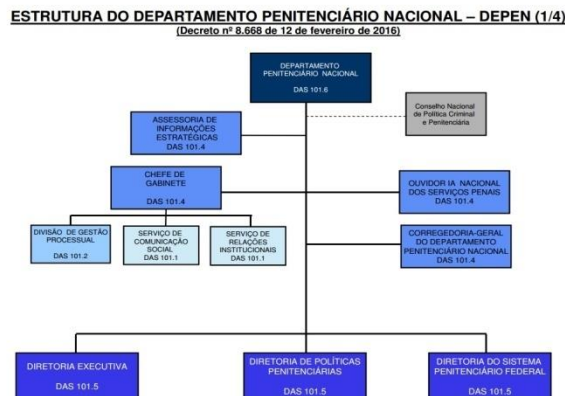 ESTRUTURA DO DEPARTAMENTO PENITENCIÁRIO NACIONAL – DEPEN (1/4)
(Decreto nº 8.668 de 12 de fevereiro de 2016)
DEPARTAMENTO
PENITENCIÁRIO NACIONAL
DAS 101.6
Conselho Nacional
de Política Criminal
e Penitenciária
ASSESSORIA DE
INFORMAÇÕES
ESTRATÉGICAS
DAS 101.4
CHEFE DE
GABINETE
DAS 101.4
OUVIDOR IA NACIONAL
DOS SERVIÇOS PENAIS
DAS 101.4
DIVISÃO DE GESTÃO
PROCESSUAL
DAS 101.2
SERVIÇO DE
COMUNICAÇÃO
SOCIAL
DAS 101.1
SERVIÇO DE
RELAÇÕES
INSTITUCIONAIS
DAS 101.1
CORREGEDORIA-GERAL
DO DEPARTAMENTO
PENITENCIÁRIO NACIONAL
DAS 101.4
DIRETORIA EXECUTIVA
DAS 101.5
DIRETORIA DE POLÍTICAS
PENITENCIÁRIAS
DAS 101.5
DIRETORIA DO SISTEMA
PENITENCIÁRIO FEDERAL
DAS 101.5